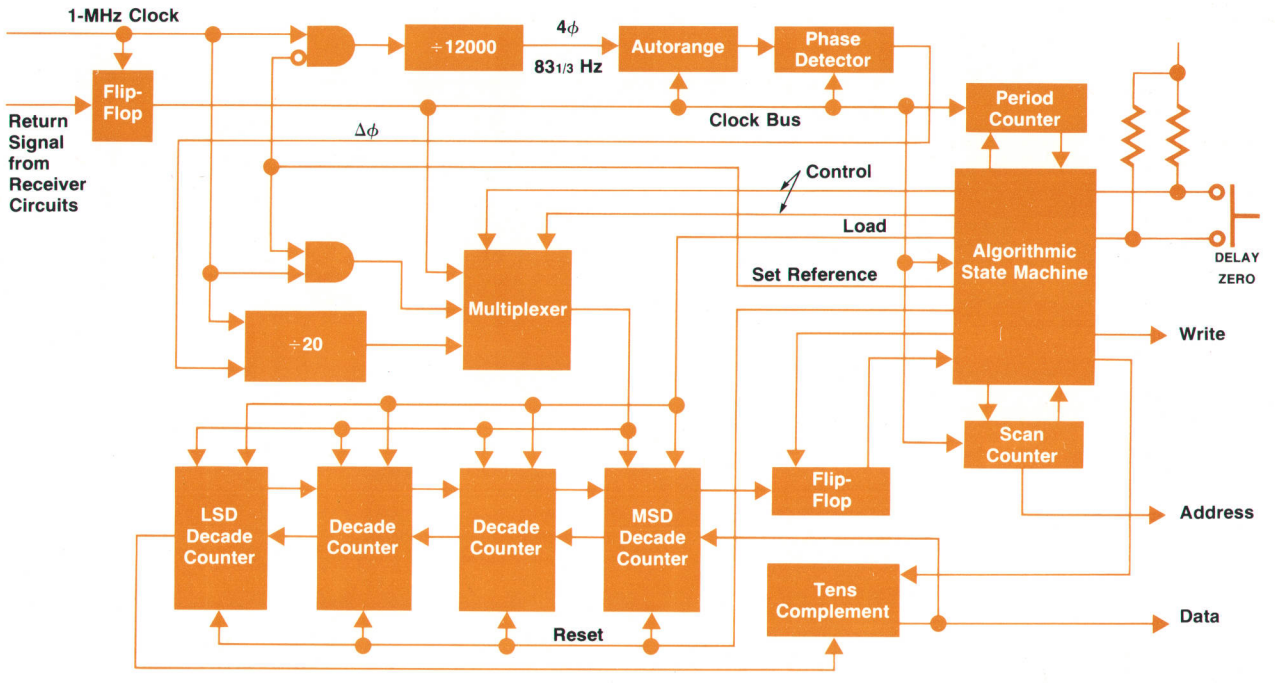 1-MHz Clock
÷12000
4ϕ
83 1/3 Hz
Autorange
Phase
Detector
Flip-
Flop
Return
Signal
from
Receiver
Circuits
Δϕ
Clock Bus
Period
Counter
Control
Load
Set Reference
Algorithmic
State Machine
DELAY
ZERO
Multiplexer
÷20
Write
Scan
Counter
LSD
Decade
Counter
Decade
Counter
Decade
Counter
MSD
Decade
Counter
Flip-
Flop
Address
Tens
Complement
Data
Reset